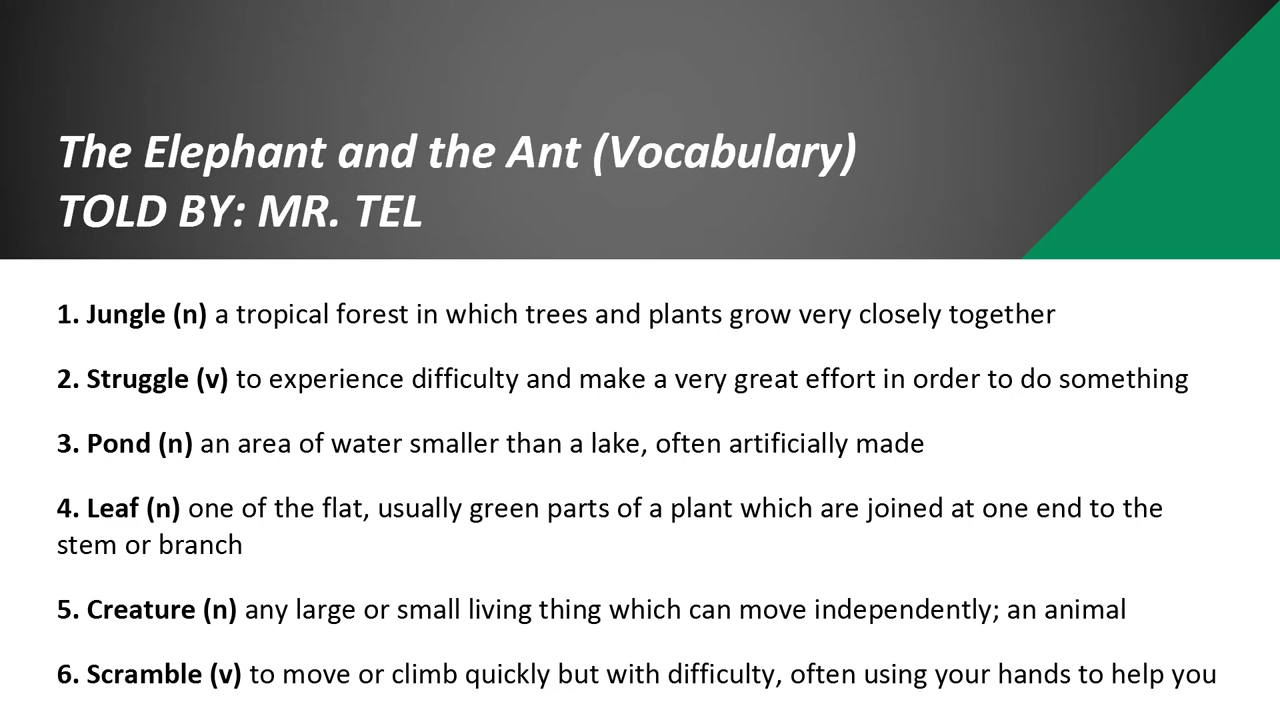 The Elephant and the Ant (Vocabulary)
TOLD BY: MR. TEL
1. Jungle (n) a tropical forest in which trees and plants grow very closely together
2. Struggle (v) to experience difficulty and make a very great effort in order to do something
3. Pond (n) an area of water smaller than a lake, often artificially made
4. Leaf (n) one of the flat, usually green parts of a plant which are joined at one end to the
stem or branch
5. Creature (n) any large or small living thing which can move independently; an animal
6. Scramble (v) to move or climb quickly but with difficulty, often using your hands to help you